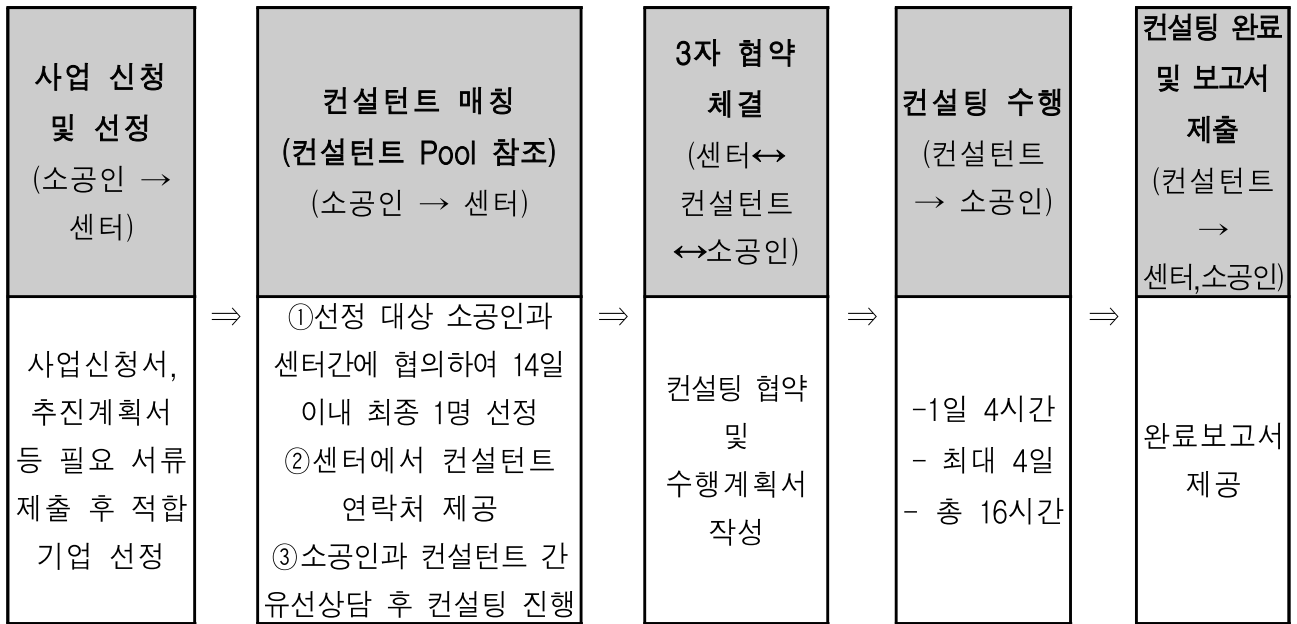 사업 신청
및 선정
(소공인 →
센터)
사업신청서,
추진계획서
등 필요 서류
제출 후 적합
기업 선정
⇒
컨설턴트 매칭
(컨설턴트 Pool 참조)
(소공인 → 센터)
①선정 대상 소공인과
센터간에 협의하여 14일
이내 최종 1명 선정
②센터에서 컨설턴트
연락처 제공
③소공인과 컨설턴트 간
유선상담 후 컨설팅 진행
⇒
3자 협약
체결
(센터↔
컨설턴트
↔소공인)
컨설팅 협약
및
수행계획서
작성
⇒
컨설팅 수행
(컨설턴트
→ 소공인)
-1일 4시간
- 최대 4일
- 총 16시간
⇒
컨설팅 완료
및 보고서
제출
(컨설턴트
→
센터,소공인)
완료보고서
제공